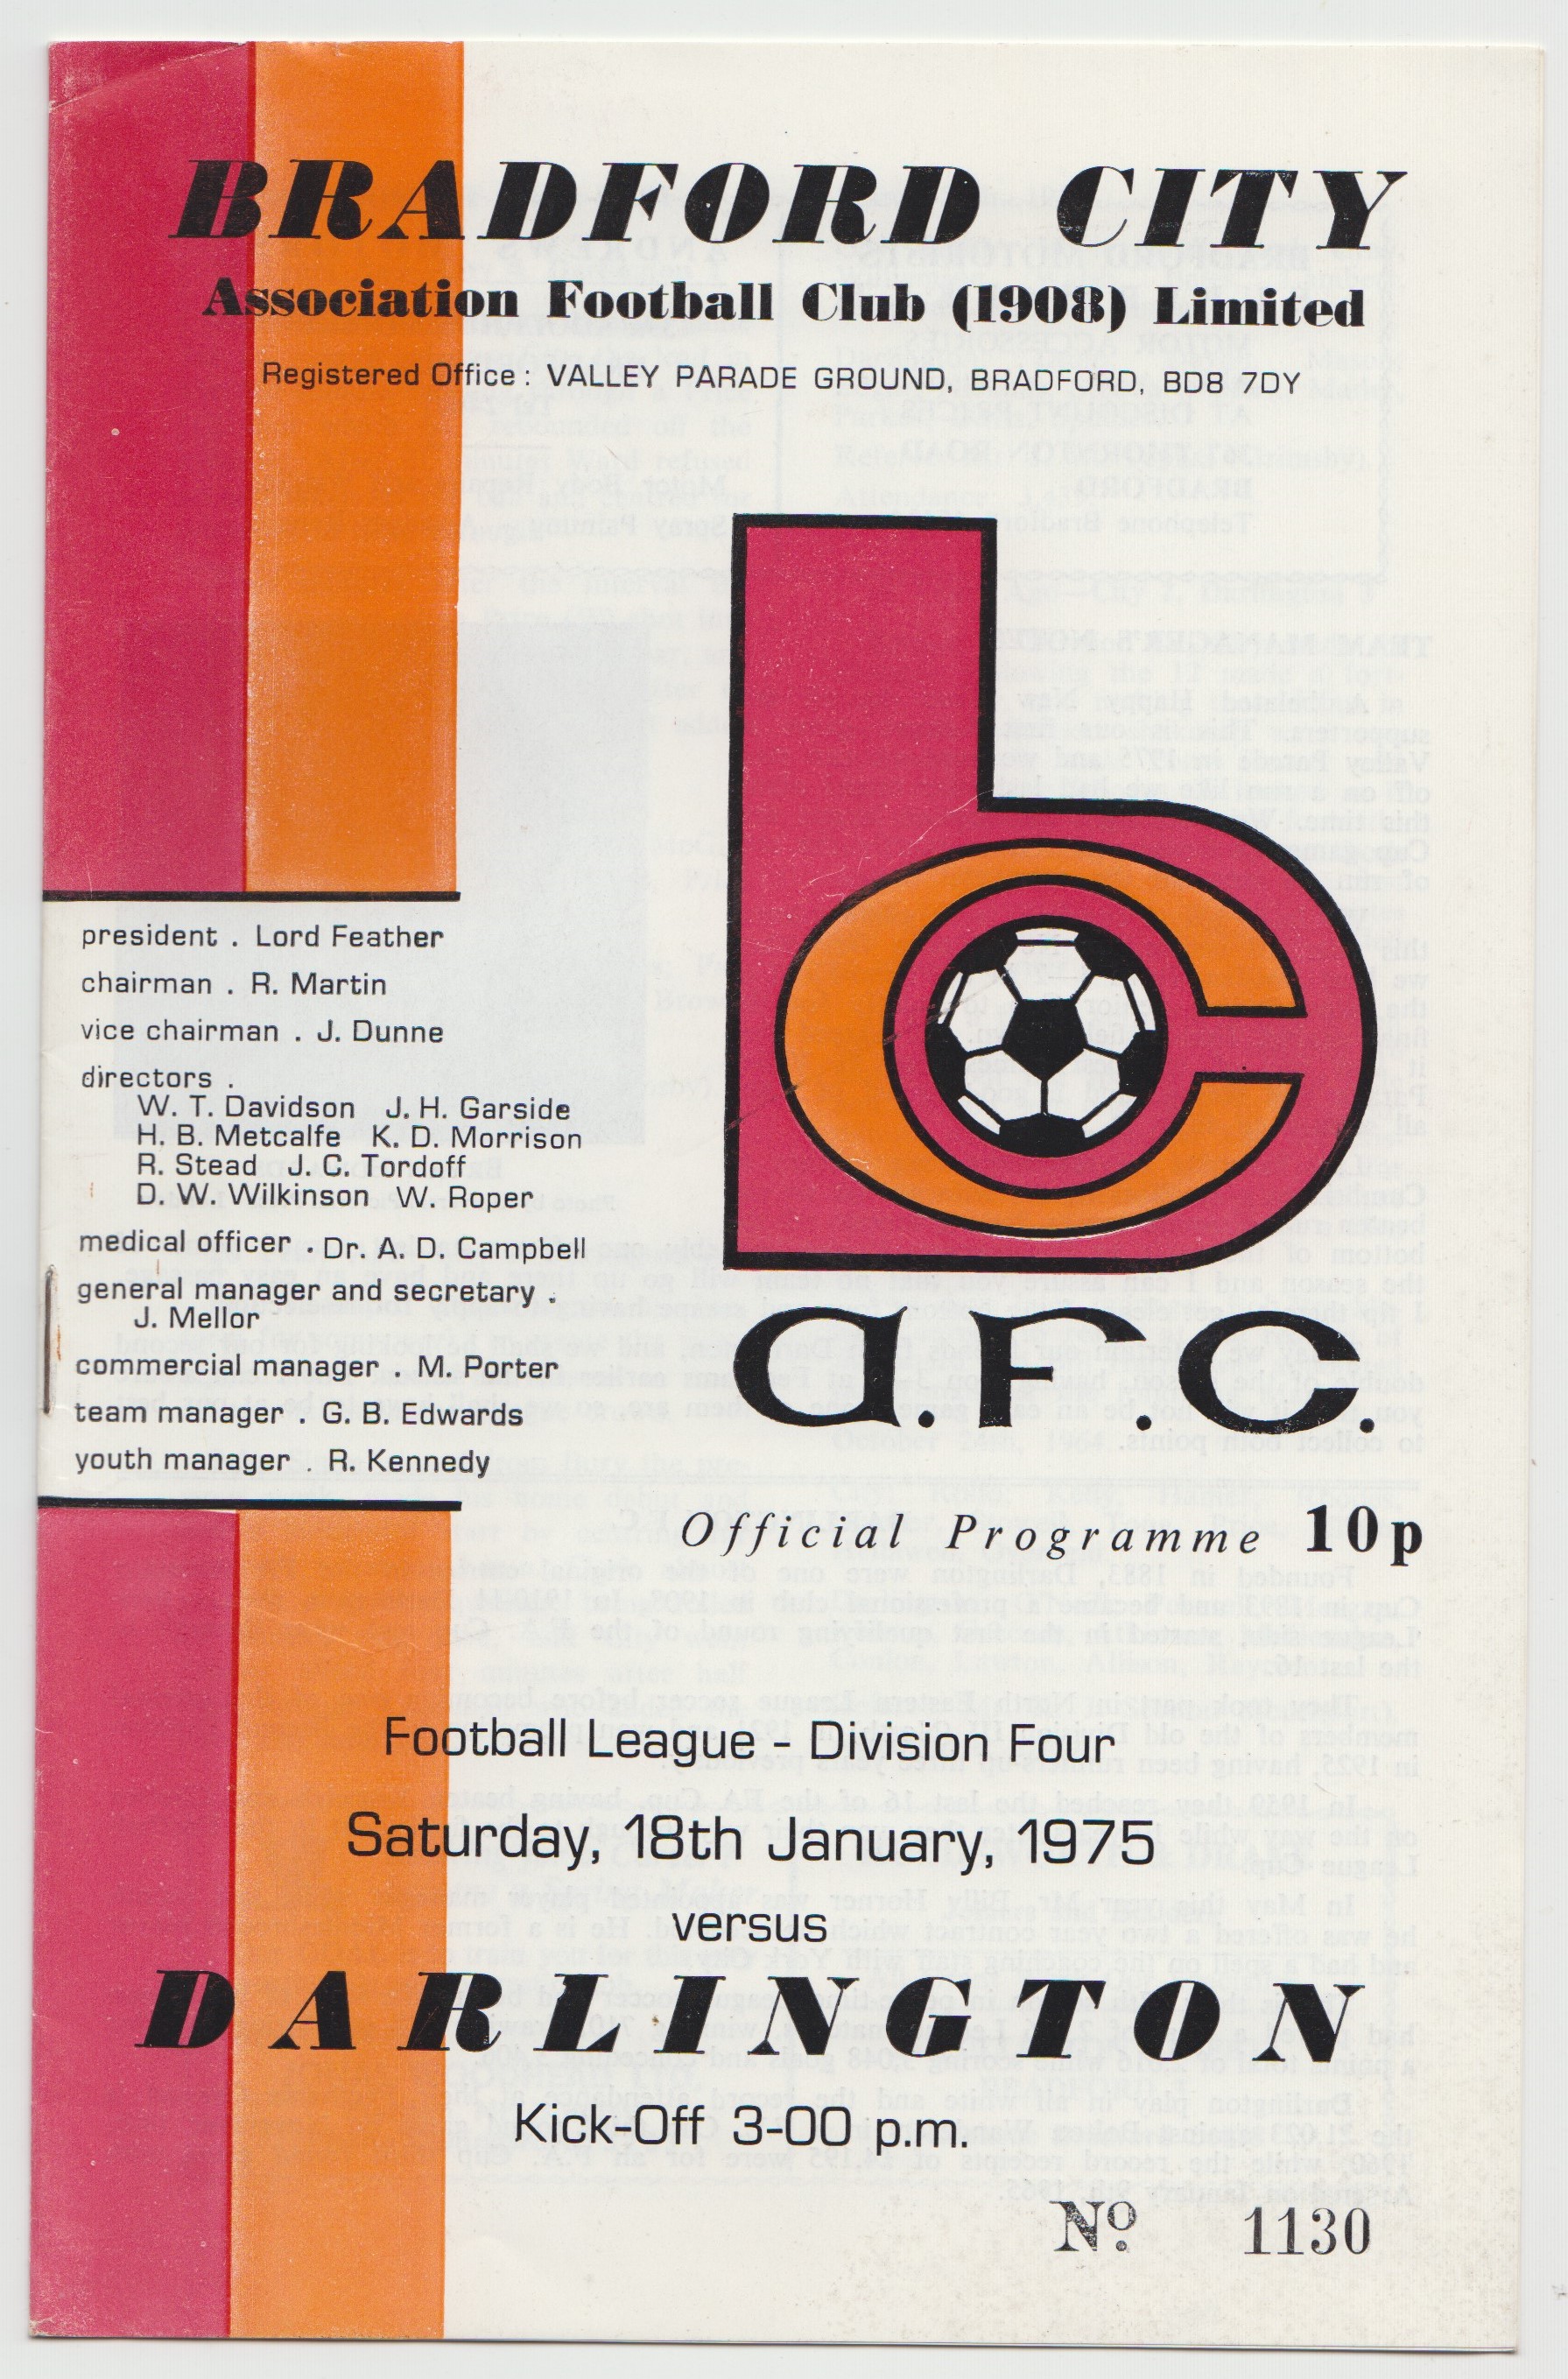 BRADFORD CITY
Association Football Club (1908) Limited
Registered Office : VALLEY PARADE GROUND, BRADFORD, BD8 7DY
president . Lord Feather
chairman . R. Martin
vice chairman . J. Dunne
directors .
W. T. Davidson J. H. Garside
H. B. Metcalfe K. D. Morrison
R. Stead J. C. Tordoff
D. W. Wilkinson W. Roper
medical officer . Dr. A. D. Campbell
general manager and secretary .
J. Mellor
commercial manager . M. Porter
team manager . G. B. Edwards
youth manager . R. Kennedy
bc
a.F.C.
Official Programme 10p
Football League - Division Four
Saturday, 18th January, 1975
versus
DARLINGTON
Kick-Off 3-00 p.m.
No. 1130